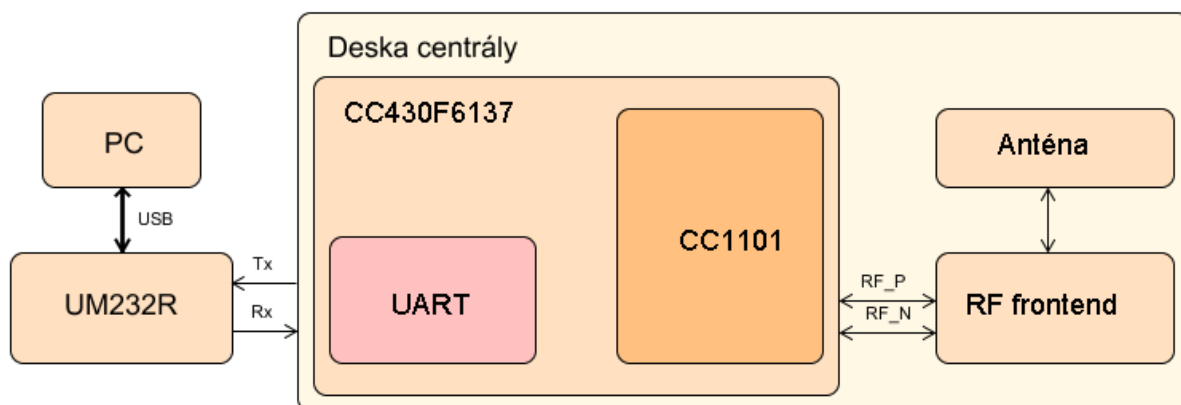 Deska centrály
CC430F6137
PC
Anténa
USB
CC1101
Tx
UM232R
UART
RF_P
RF frontend
Rx
RF_N